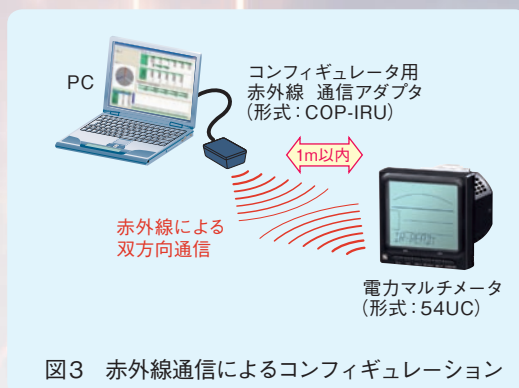 PC
コンフィギュレータ用
赤外線 通信アダプタ
(形式：COP-IRU)
1m以内
赤外線による
双方向通信
電力マルチメータ
(形式：54UC)
図3　赤外線通信によるコンフィギュレーション